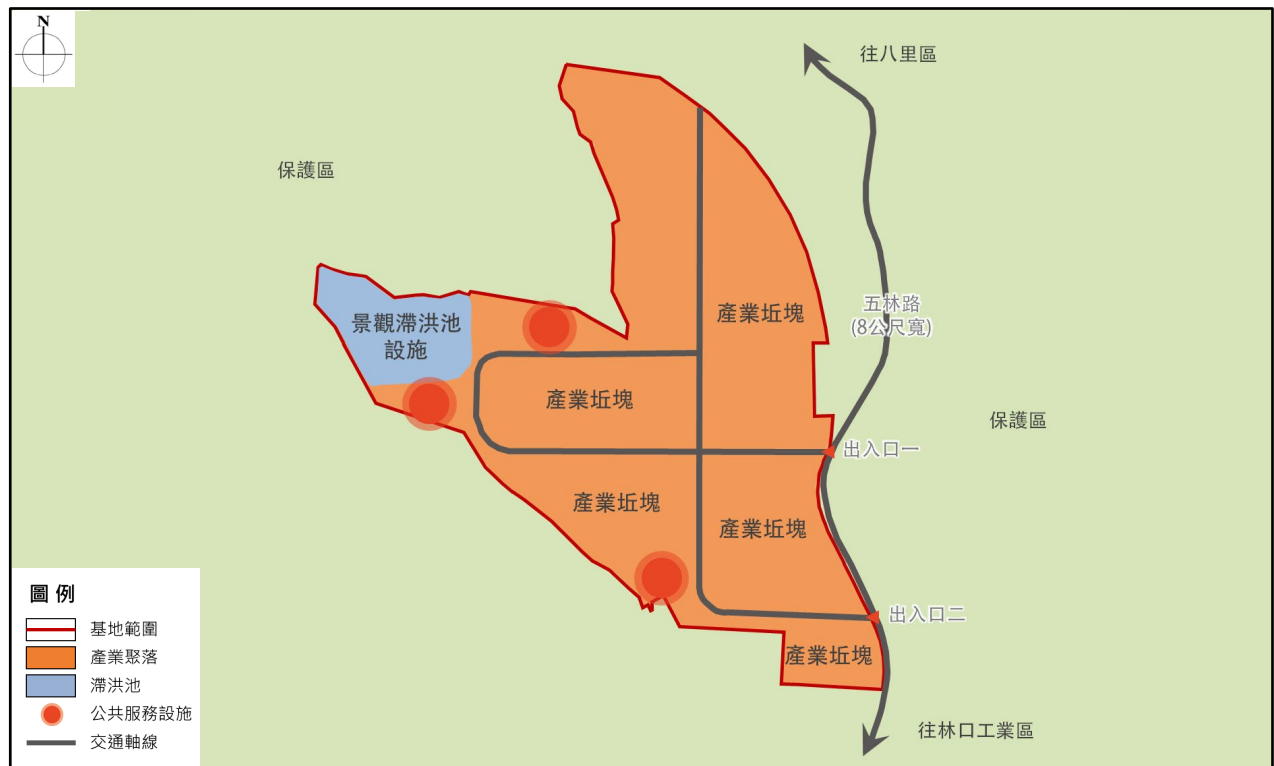 N
往八里區
保護區
五林路
(8公尺寬)
產業坵塊
景觀滯洪池
設施
產業坵塊
保護區
出入口一
產業坵塊
產業坵塊
出入口二
產業坵塊
往林口工業區
圖例
基地範圍
產業聚落
滯洪池
公共服務設施
交通軸線